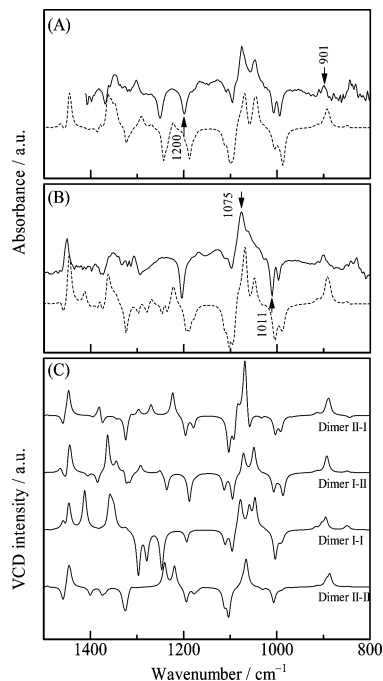 (A)
901
1200
Absorbance / a.u.
(B)
1075
1011
(C)
Dimer II-I
Dimer I-II
Dimer I-I
Dimer II-II
VCD intensity / a.u.
1400 1200 1000 800
Wavenumber / cm⁻¹